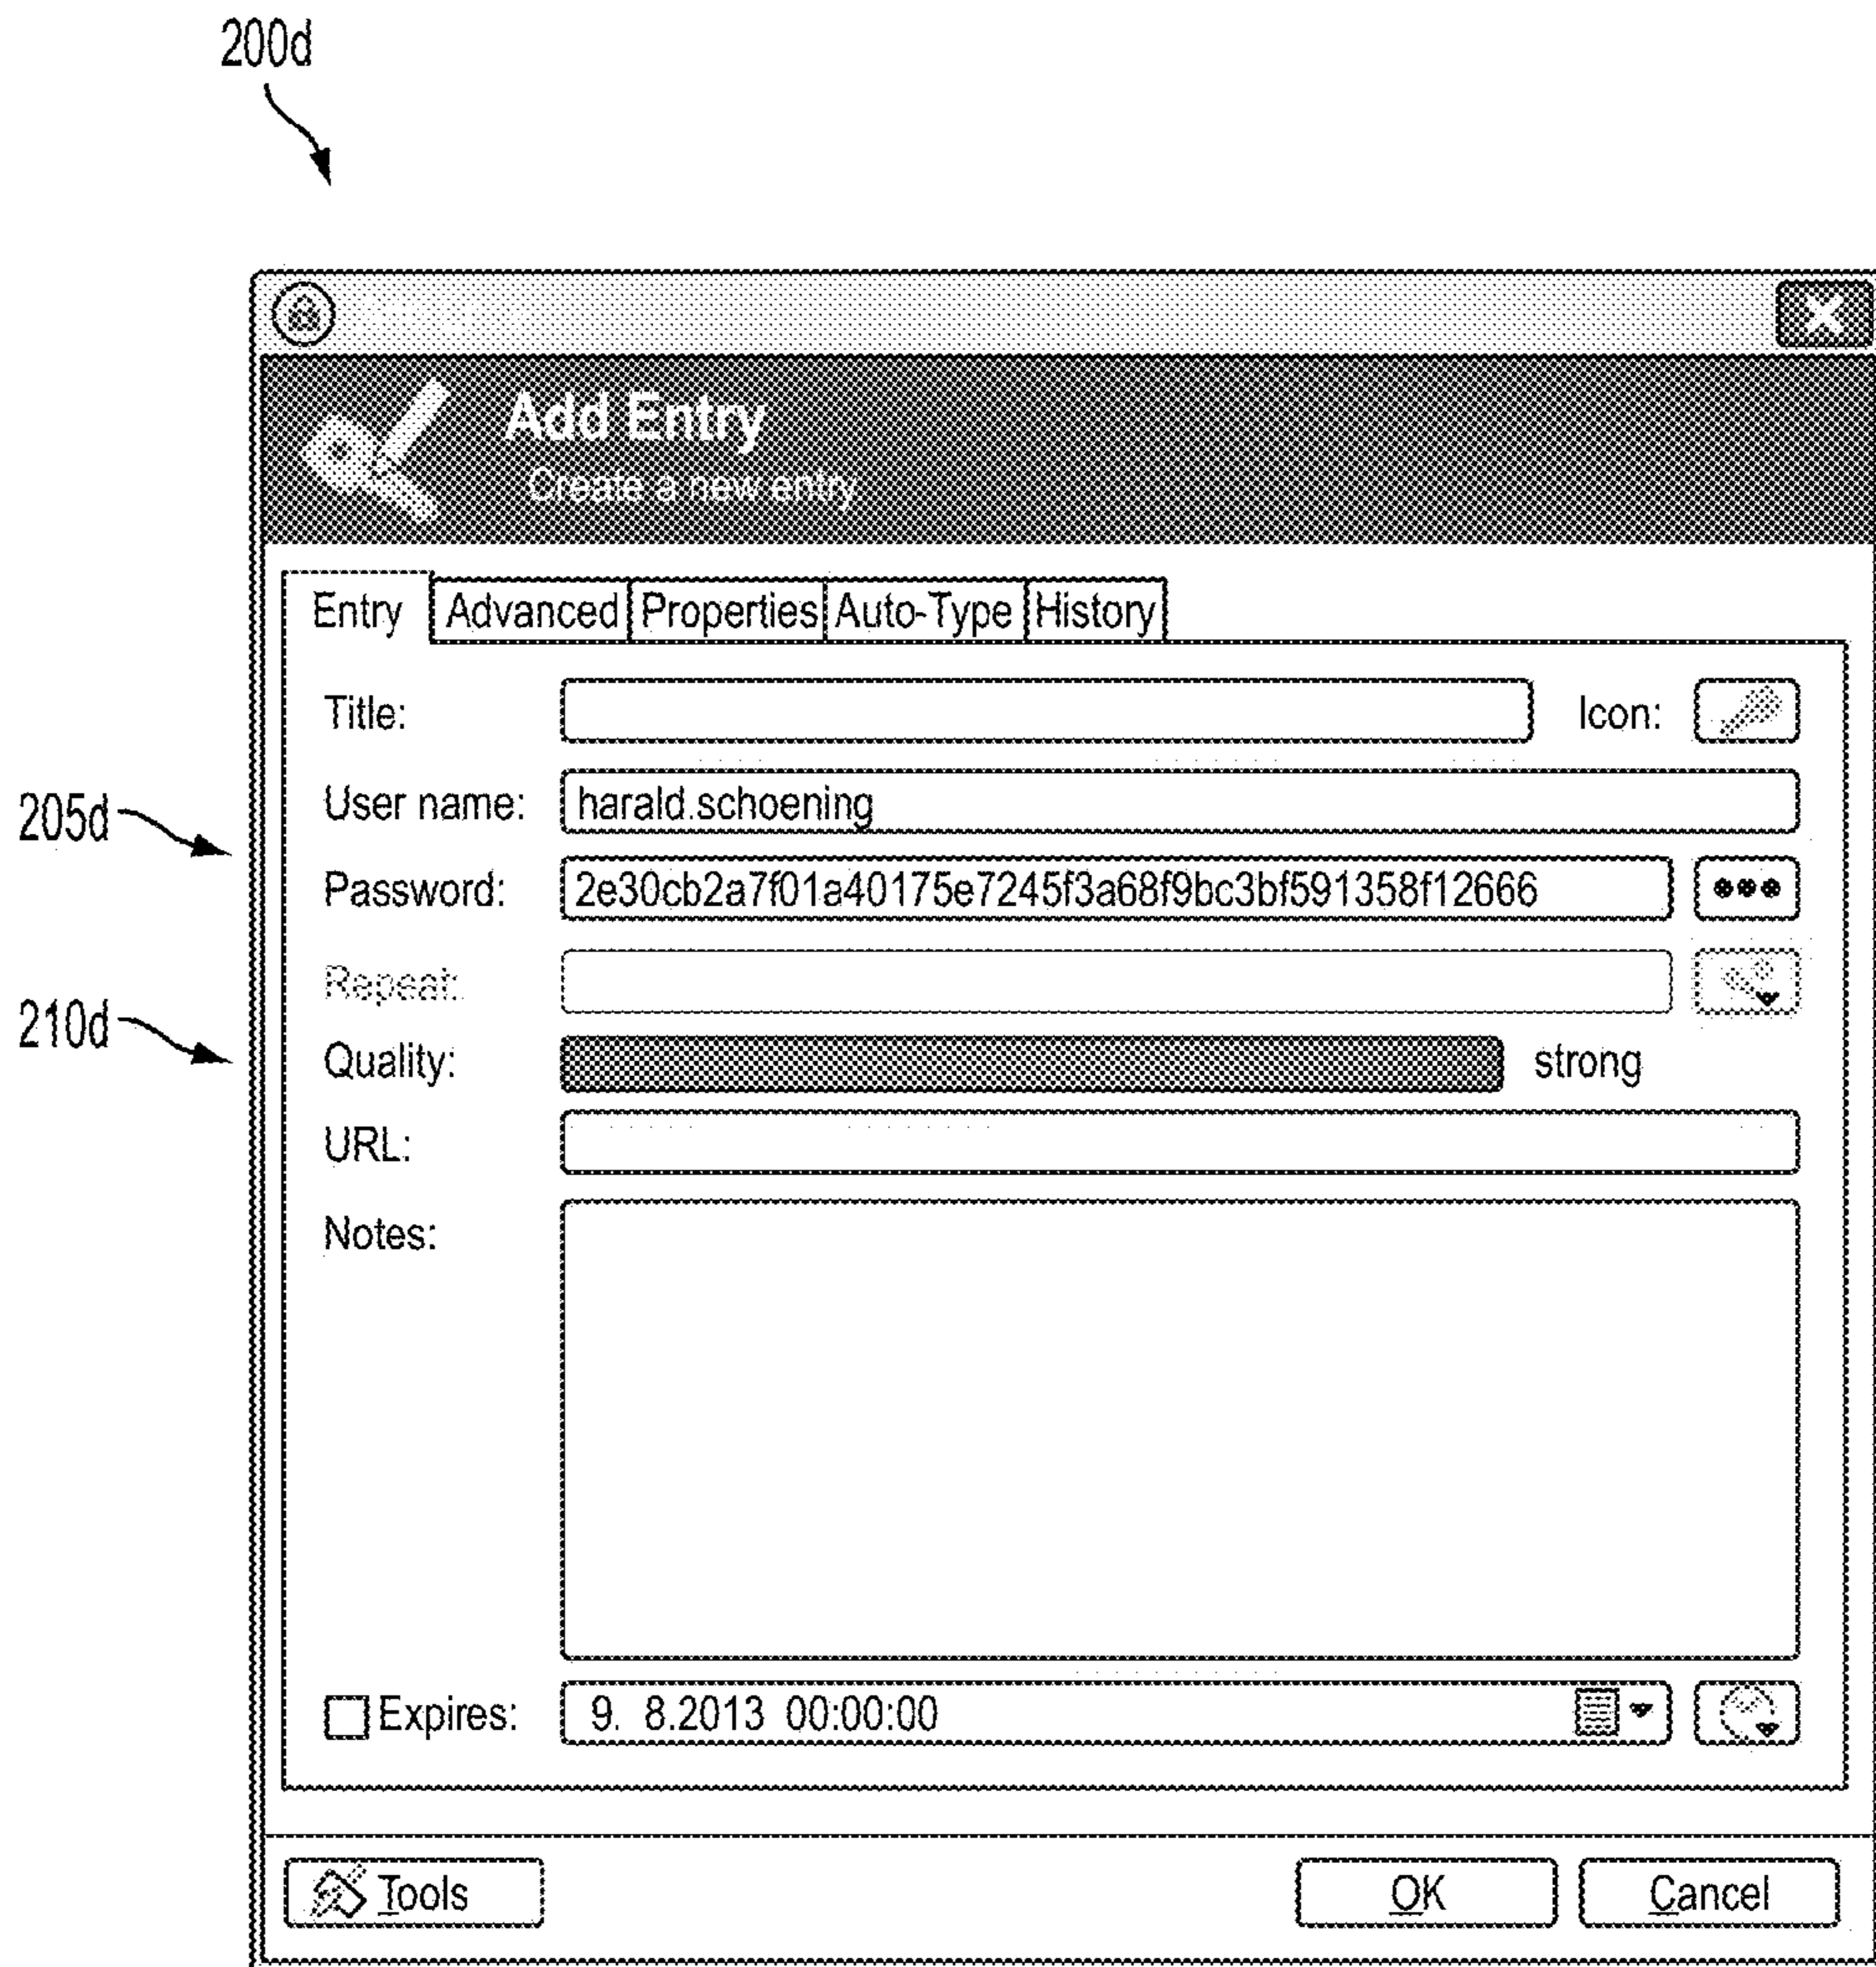 200d
Add Entry
Create a new entry
Entry Advanced Properties Auto-Type History
Title: Icon:
User name: harald.schoening
205d
Password: 2e30cb2a7f01a40175e7245f3a68f9bc3bf591358f12666
Repeat:
210d
Quality: strong
URL:
Notes:
Expires: 9. 8.2013 00:00:00
Tools OK Cancel